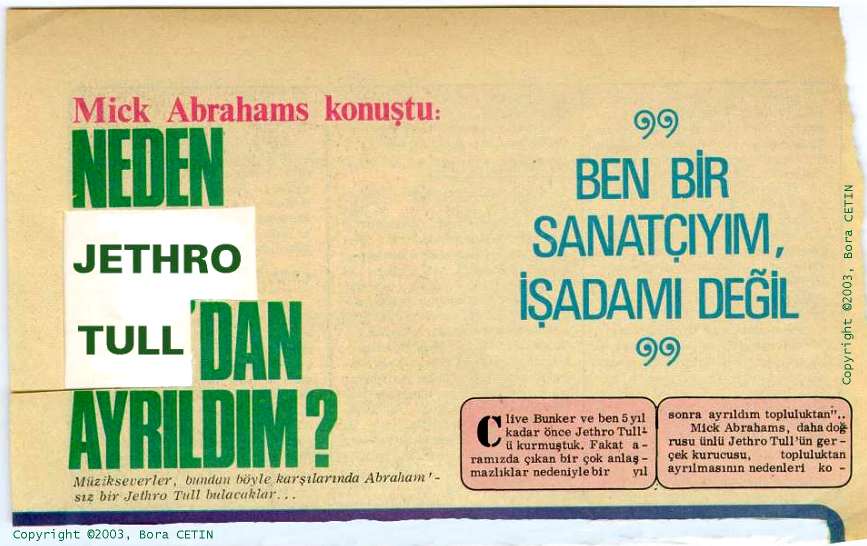 Mick Abrahams konuştu:
NEDEN
JETHRO
TULL'DAN
AYRILDIM?
Müzikseverler, bundan böyle karşılarında Abraham'-
sız bir Jethro Tull bulacaklar...
"
BEN BİR
SANATÇIYIM,
İŞADAMI DEĞİL
"
Clive Bunker ve ben 5 yıl
kadar önce Jethro Tull'-
ü kurmuştuk. Fakat a-
ramızda çıkan bir çok anlaş-
mazlıklar nedeniyle bir yıl
sonra ayrıldım topluluktan"..
Mick Abrahams, daha doğ
rusu ünlü Jethro Tull'ün ger-
çek kurucusu, topluluktan
ayrılmasının nedenleri ko-
Copyright ©2003, Bora CETIN
Copyright ©2003, Bora CETIN